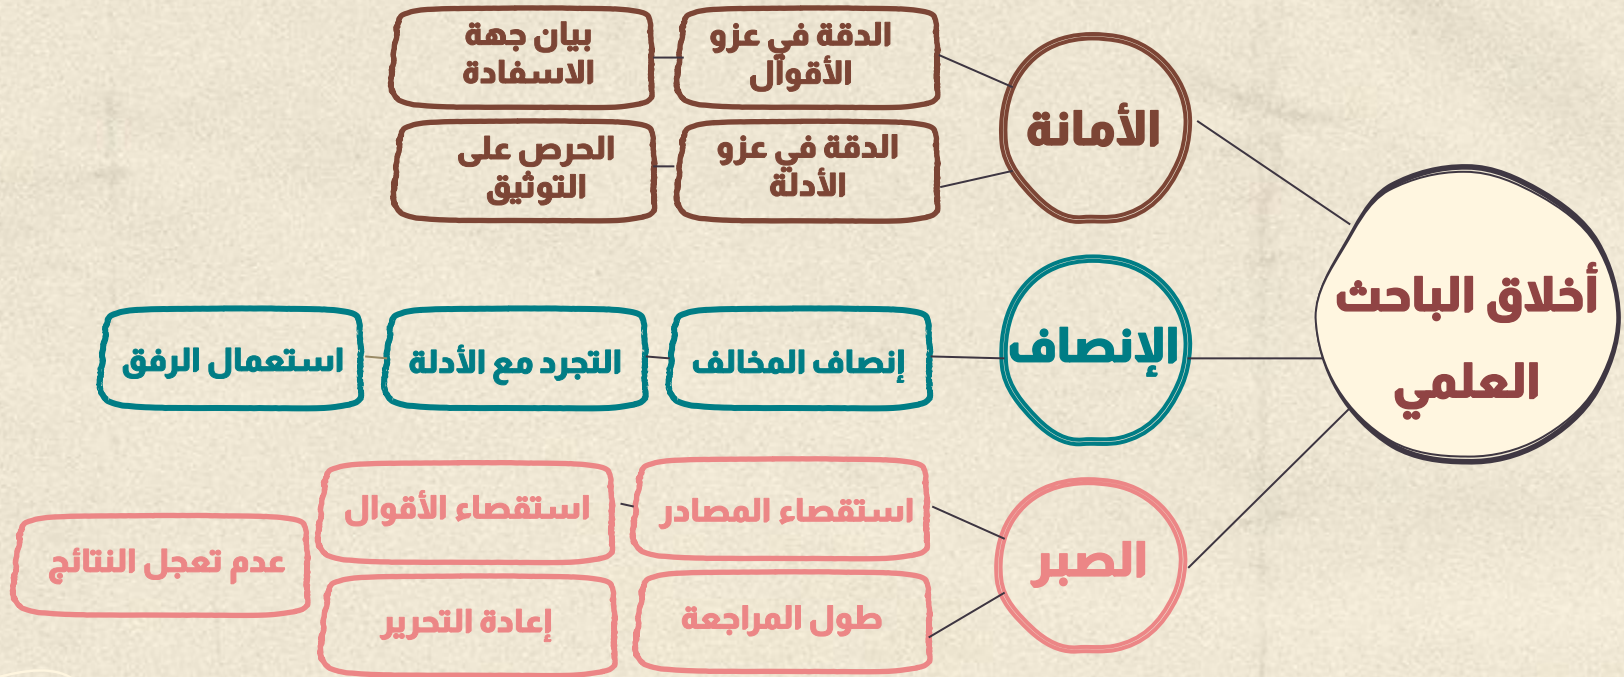 أخلاق الباحث
العلمي
الأمانة
الدقة في عزو
الأقوال
بيان جهة
الاسفادة
الدقة في عزو
الأدلة
الحرص على
التوثيق
الإنصاف
إنصاف المخالف
التجرد مع الأدلة
استعمال الرفق
الصبر
استقصاء المصادر
استقصاء الأقوال
طول المراجعة
إعادة التحرير
عدم تعجل النتائج